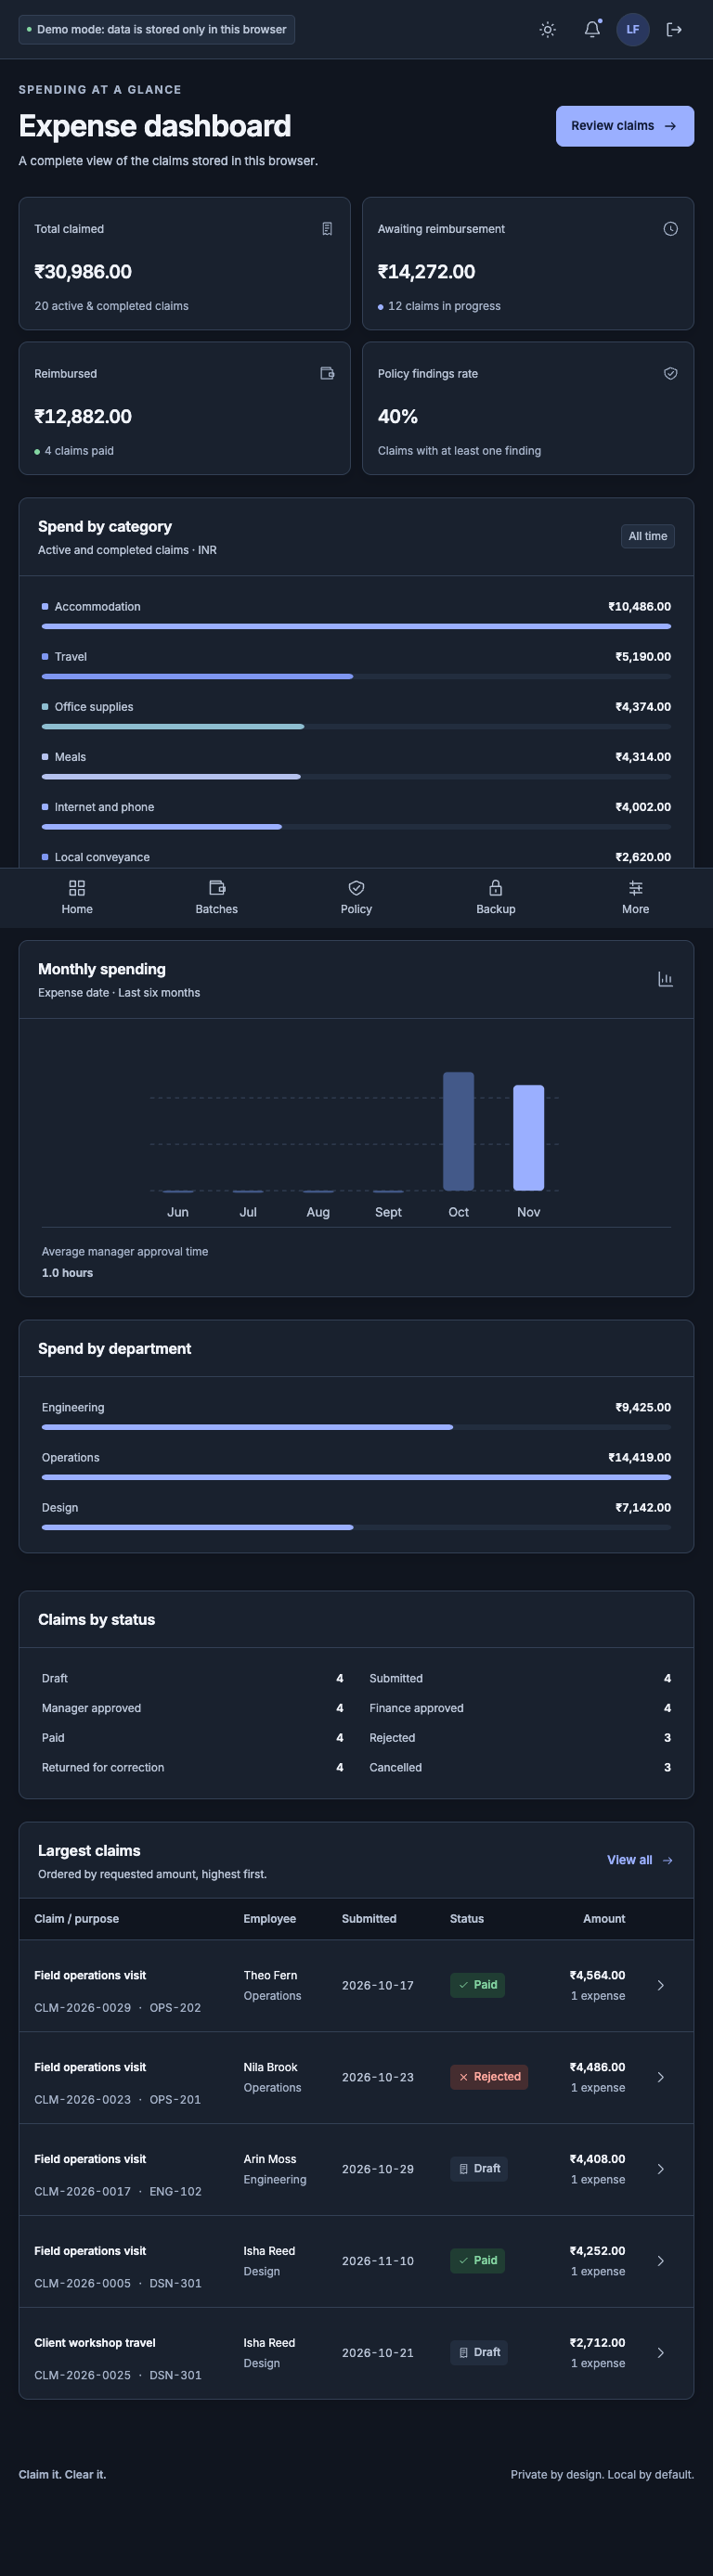 Demo mode: data is stored only in this browser
LF
SPENDING AT A GLANCE
Expense dashboard
Review claims
A complete view of the claims stored in this browser.
Total claimed
₹30,986.00
20 active & completed claims
Awaiting reimbursement
₹14,272.00
12 claims in progress
Reimbursed
₹12,882.00
4 claims paid
Policy findings rate
40%
Claims with at least one finding
Spend by category
Active and completed claims · INR
All time
Accommodation ₹10,486.00
Travel ₹5,190.00
Office supplies ₹4,374.00
Meals ₹4,314.00
Internet and phone ₹4,002.00
Local conveyance ₹2,620.00
Home Batches Policy Backup More
Monthly spending
Expense date · Last six months
Jun Jul Aug Sept Oct Nov
Average manager approval time
1.0 hours
Spend by department
Engineering ₹9,425.00
Operations ₹14,419.00
Design ₹7,142.00
Claims by status
Draft 4 Submitted 4
Manager approved 4 Finance approved 4
Paid 4 Rejected 3
Returned for correction 4 Cancelled 3
Largest claims
Ordered by requested amount, highest first.
View all
Claim / purpose Employee Submitted Status Amount
Field operations visit Theo Fern 2026-10-17 Paid ₹4,564.00
CLM-2026-0029 · OPS-202 Operations 1 expense
Field operations visit Nila Brook 2026-10-23 Rejected ₹4,486.00
CLM-2026-0023 · OPS-201 Operations 1 expense
Field operations visit Arin Moss 2026-10-29 Draft ₹4,408.00
CLM-2026-0017 · ENG-102 Engineering 1 expense
Field operations visit Isha Reed 2026-11-10 Paid ₹4,252.00
CLM-2026-0005 · DSN-301 Design 1 expense
Client workshop travel Isha Reed 2026-10-21 Draft ₹2,712.00
CLM-2026-0025 · DSN-301 Design 1 expense
Claim it. Clear it.
Private by design. Local by default.